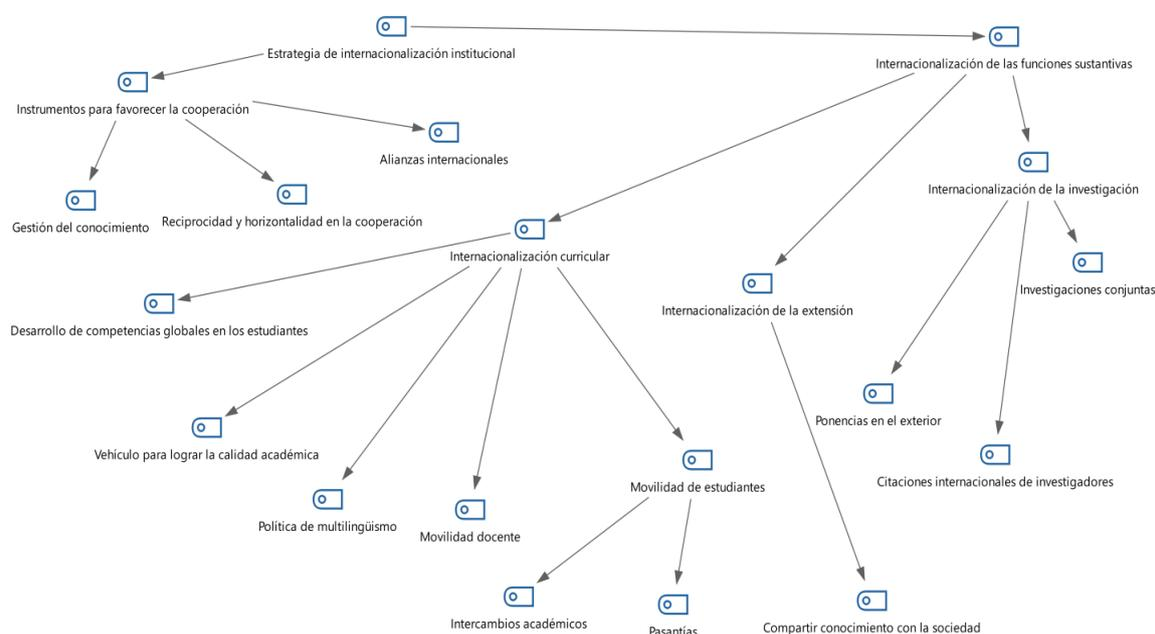 Estrategia de internacionalización institucional
Internacionalización de las funciones sustantivas
Instrumentos para favorecer la cooperación
Alianzas internacionales
Internacionalización de la investigación
Gestión del conocimiento
Reciprocidad y horizontalidad en la cooperación
Internacionalización curricular
Investigaciones conjuntas
Internacionalización de la extensión
Desarrollo de competencias globales en los estudiantes
Ponencias en el exterior
Vehículo para lograr la calidad académica
Citaciones internacionales de investigadores
Movilidad de estudiantes
Política de multilingüismo
Movilidad docente
Intercambios académicos
Pasantías
Compartir conocimiento con la sociedad